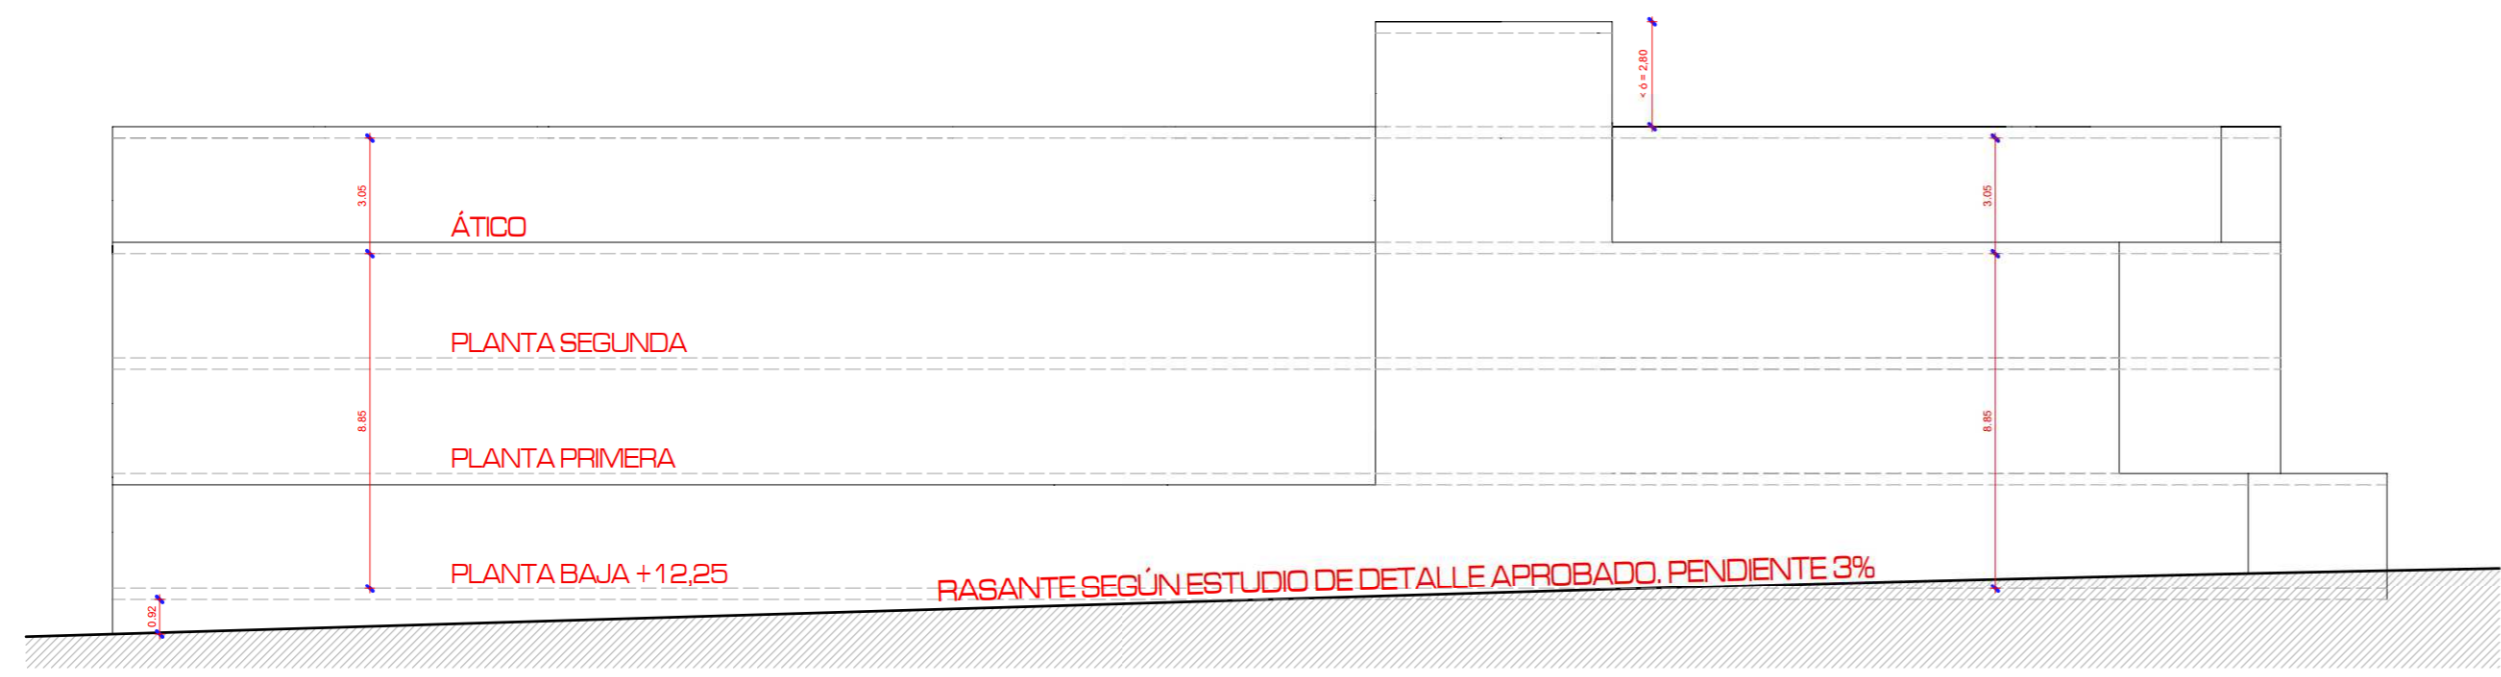 < ó = 2,80
3.05
3.05
ÁTICO
PLANTA SEGUNDA
8.85
8.85
PLANTA PRIMERA
PLANTA BAJA +12,25
RASANTE SEGÚN ESTUDIO DE DETALLE APROBADO. PENDIENTE 3%
0.92